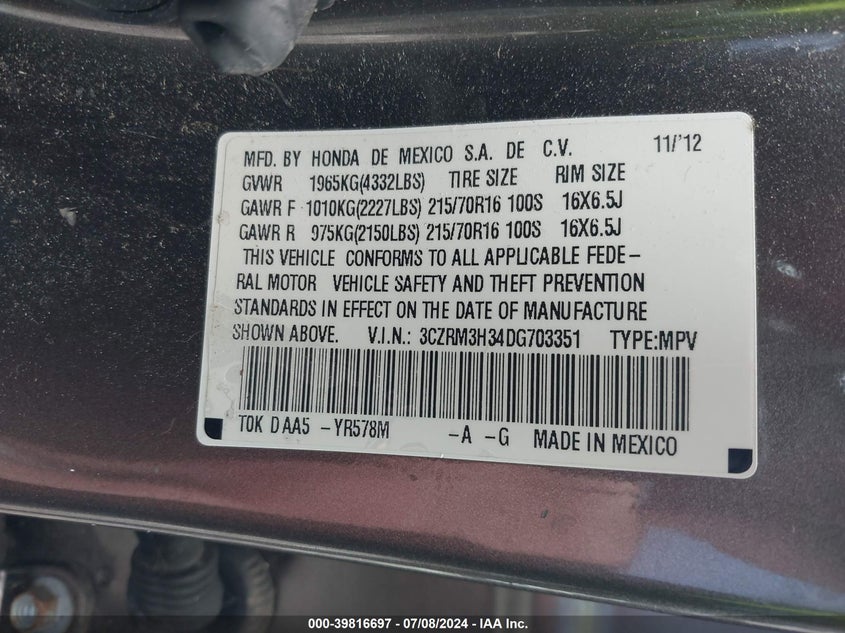 MFD. BY HONDA DE MEXICO S.A. DE C.V. 11/'12
GVWR 1965KG(4332LBS) TIRE SIZE RIM SIZE
GAWR F 1010KG(2227LBS) 215/70R16 100S 16X6.5J
GAWR R 975KG(2150LBS) 215/70R16 100S 16X6.5J
THIS VEHICLE CONFORMS TO ALL APPLICABLE FEDE-
RAL MOTOR VEHICLE SAFETY AND THEFT PREVENTION
STANDARDS IN EFFECT ON THE DATE OF MANUFACTURE
SHOWN ABOVE. V.I.N.: 3CZRM3H34DG703351 TYPE:MPV
T0K D AA5 -YR578M -A -G MADE IN MEXICO
000-39816697 - 07/08/2024 - IAA Inc.